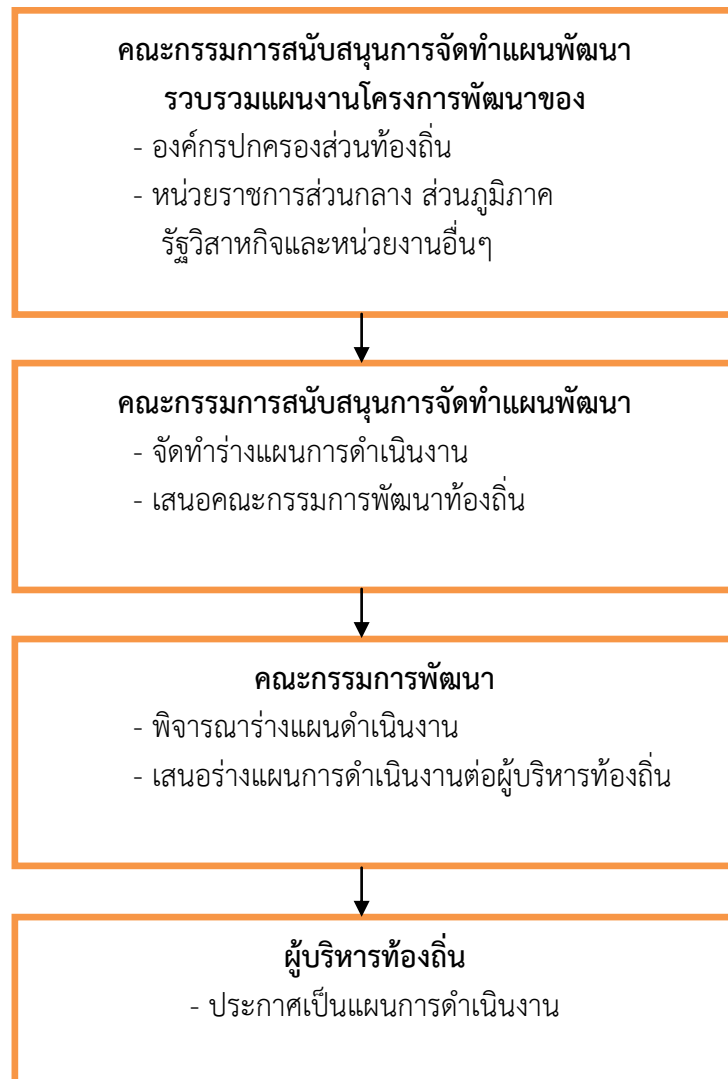 คณะกรรมการสนับสนุนการจัดทำแผนพัฒนา
รวบรวมแผนงานโครงการพัฒนาของ
- องค์กรปกครองส่วนท้องถิ่น
- หน่วยราชการส่วนกลาง ส่วนภูมิภาค
รัฐวิสาหกิจและหน่วยงานอื่นๆ
คณะกรรมการสนับสนุนการจัดทำแผนพัฒนา
- จัดทำร่างแผนการดำเนินงาน
- เสนอคณะกรรมการพัฒนาท้องถิ่น
คณะกรรมการพัฒนา
- พิจารณาร่างแผนดำเนินงาน
- เสนอร่างแผนการดำเนินงานต่อผู้บริหารท้องถิ่น
ผู้บริหารท้องถิ่น
- ประกาศเป็นแผนการดำเนินงาน